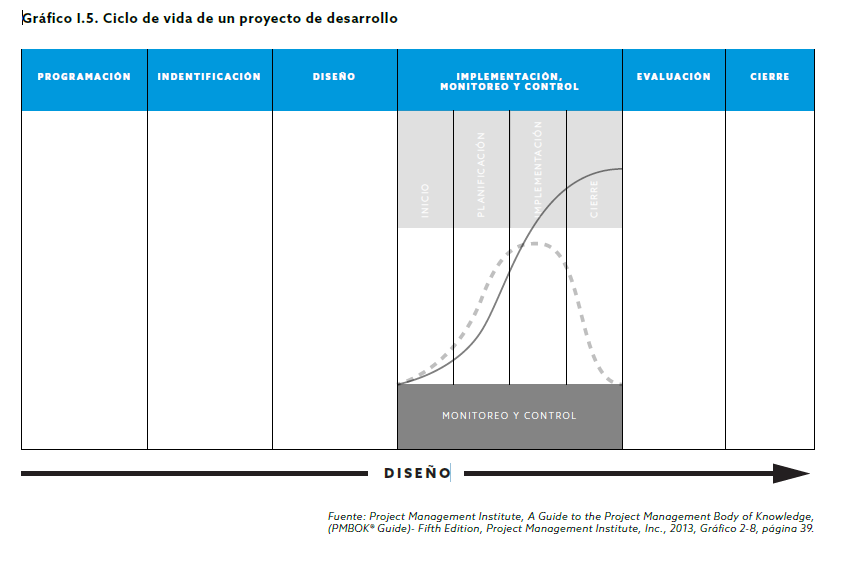 Gráfico I.5. Ciclo de vida de un proyecto de desarrollo
PROGRAMACIÓN
INDENTIFICACIÓN
DISEÑO
IMPLEMENTACIÓN,
MONITOREO Y CONTROL
EVALUACIÓN
CIERRE
INICIO
PLANIFICACIÓN
IMPLEMENTACIÓN
CIERRE
MONITOREO Y CONTROL
DISEÑO
Fuente: Project Management Institute, A Guide to the Project Management Body of Knowledge,
(PMBOK® Guide)- Fifth Edition, Project Management Institute, Inc., 2013, Gráfico 2-8, página 39.